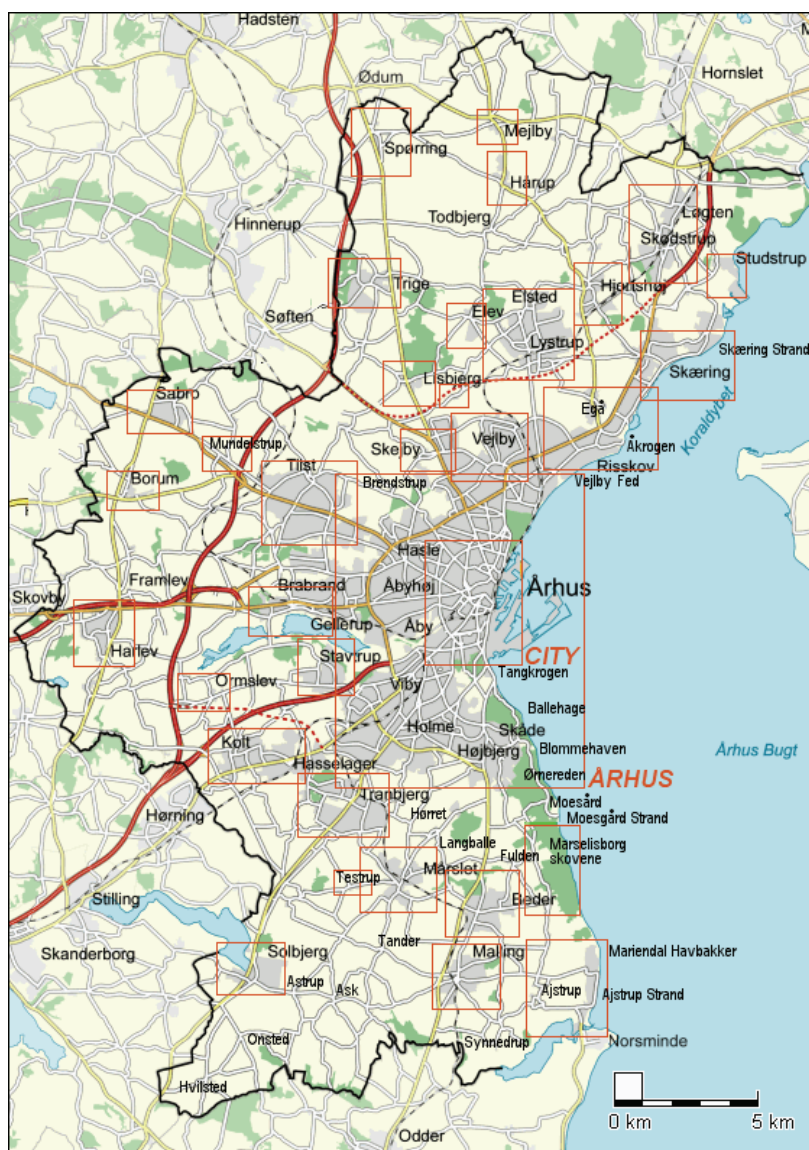 Hadsten
Ødum
Hornslet
Mejlby
Spørring
Hårup
Løgten
Todbjerg
Hinnerup
Skødstrup
Studstrup
Trige
Hjortshøj
Elsted
Elev
Søften
Lystrup
Skæring Strand
Lisbjerg
Skæring
Sabro
Egå
Koraldybet
Mundelstrup
Skejby
Vejlby
Åkrogen
Tilst
Risskov
Borum
Brendstrup
Vejlby Fed
Hasle
Framlev
Brabrand
Åbyhøj
Århus
Skovby
Gellerup
Åby
Harlev
Stavtrup
CITY
Ormslev
Tangkrogen
Viby
Ballehage
Holme
Skåde
Kolt
Højbjerg
Blommehaven
Århus Bugt
Hasselager
Ørnereden
ÅRHUS
Tranbjerg
Moesård
Hørning
Hørret
Moesgård Strand
Langballe
Marselisborg
skovene
Fulden
Mårslet
Testrup
Stilling
Beder
Tander
Skanderborg
Solbjerg
Malling
Mariendal Havbakker
Astrup
Ask
Ajstrup
Ajstrup Strand
Onsted
Synnedrup
Norsminde
Hvilsted
0 km
5 km
Odder